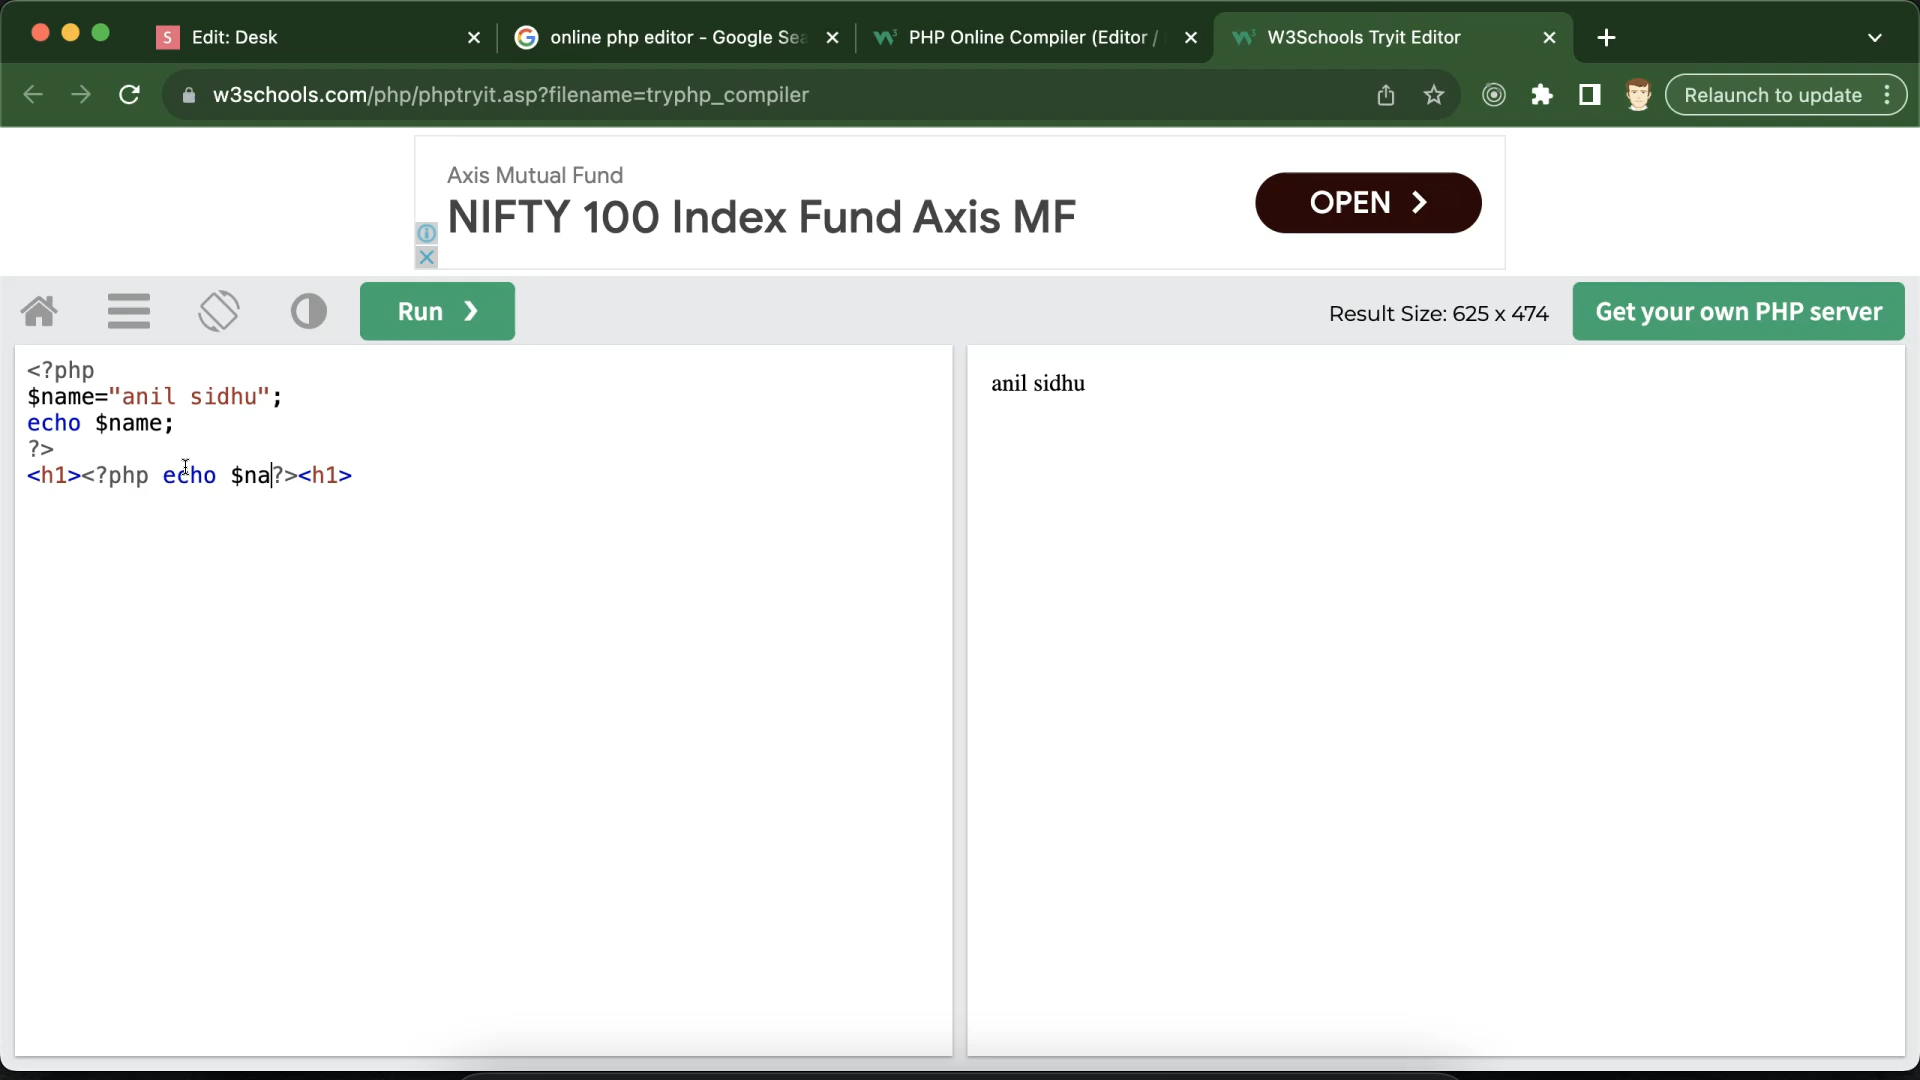 S Edit: Desk
online php editor - Google Sea
PHP Online Compiler (Editor /
W3Schools Tryit Editor
w3schools.com/php/phptryit.asp?filename=tryphp_compiler
Relaunch to update
Axis Mutual Fund
NIFTY 100 Index Fund Axis MF
OPEN
Run ❯
Result Size: 625 x 474
Get your own PHP server
<?php
$name="anil sidhu";
echo $name;
?>
<h1><?php echo $na?><h1>
anil sidhu